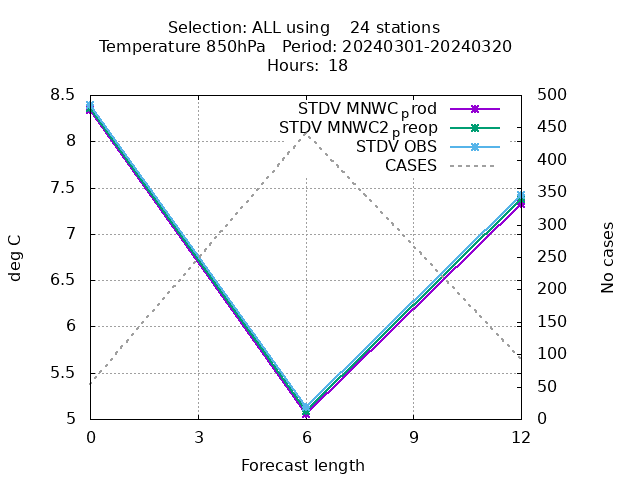 Selection: ALL using    24 stations
Temperature 850hPa   Period: 20240301-20240320
Hours:  18
STDV MNWC_prod
STDV MNWC2_preop
STDV OBS
CASES
8.5
8
7.5
7
6.5
6
5.5
5
deg C
500
450
400
350
300
250
200
150
100
50
0
No cases
0 3 6 9 12
Forecast length